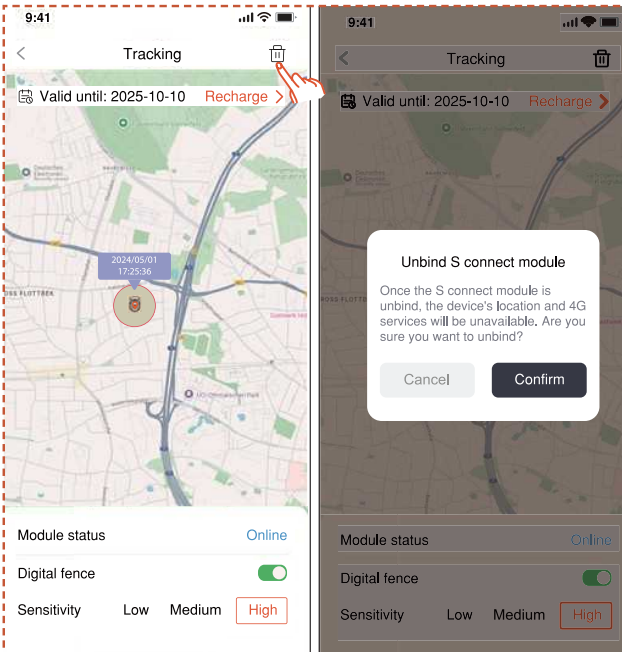 9:41
Tracking
Valid until: 2025-10-10 Recharge >
2024/05/01
17:25:36
OSS FLOTTBEK
Module status Online
Digital fence
Sensitivity Low Medium High
9:41
Tracking
Valid until: 2025-10-10 Recharge >
Unbind S connect module
Once the S connect module is
unbind, the device's location and 4G
services will be unavailable. Are you
sure you want to unbind?
Cancel Confirm
Module status Online
Digital fence
Sensitivity Low Medium High